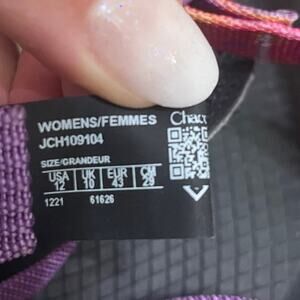 WOMENS/FEMMES
JCH109104
SIZE/GRANDEUR
USA UK EUR CM
12 10 43 29
1221 61626